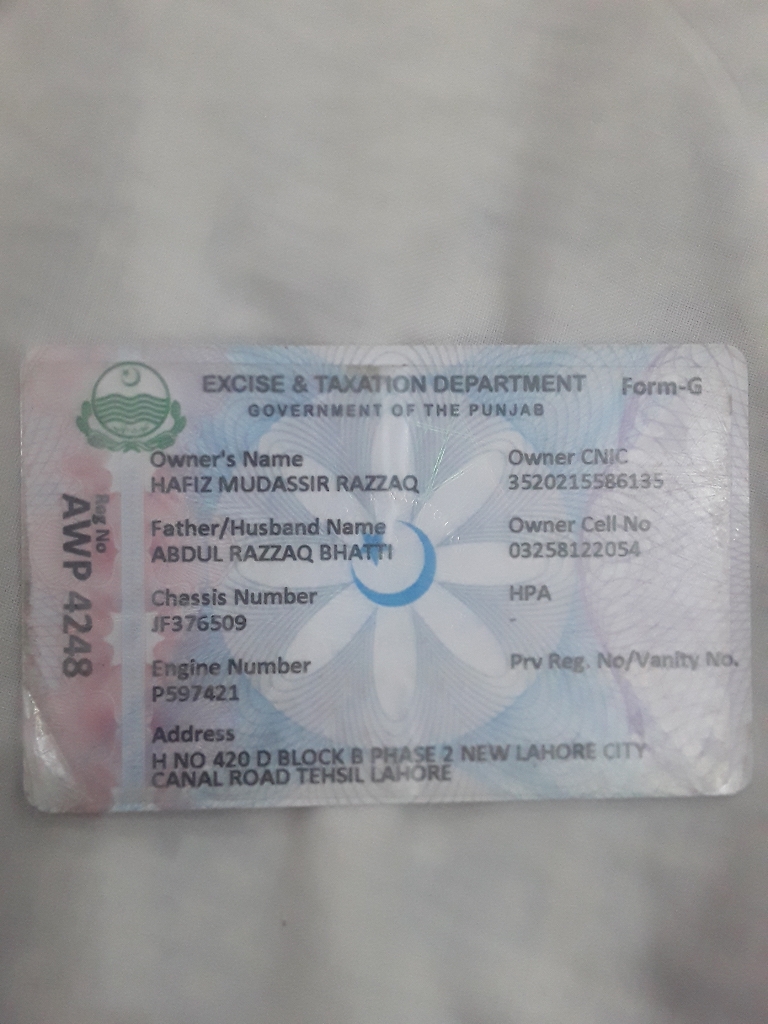 EXCISE & TAXATION DEPARTMENT Form-G
GOVERNMENT OF THE PUNJAB
Reg No
AWP 4248
Owner's Name
HAFIZ MUDASSIR RAZZAQ
Owner CNIC
3520215586135
Father/Husband Name
ABDUL RAZZAQ BHATTI
Owner Cell No
03258122054
Chassis Number
JF376509
HPA
-
Engine Number
P597421
Prv Reg. No/Vanity No.
Address
H NO 420 D BLOCK B PHASE 2 NEW LAHORE CITY
CANAL ROAD TEHSIL LAHORE